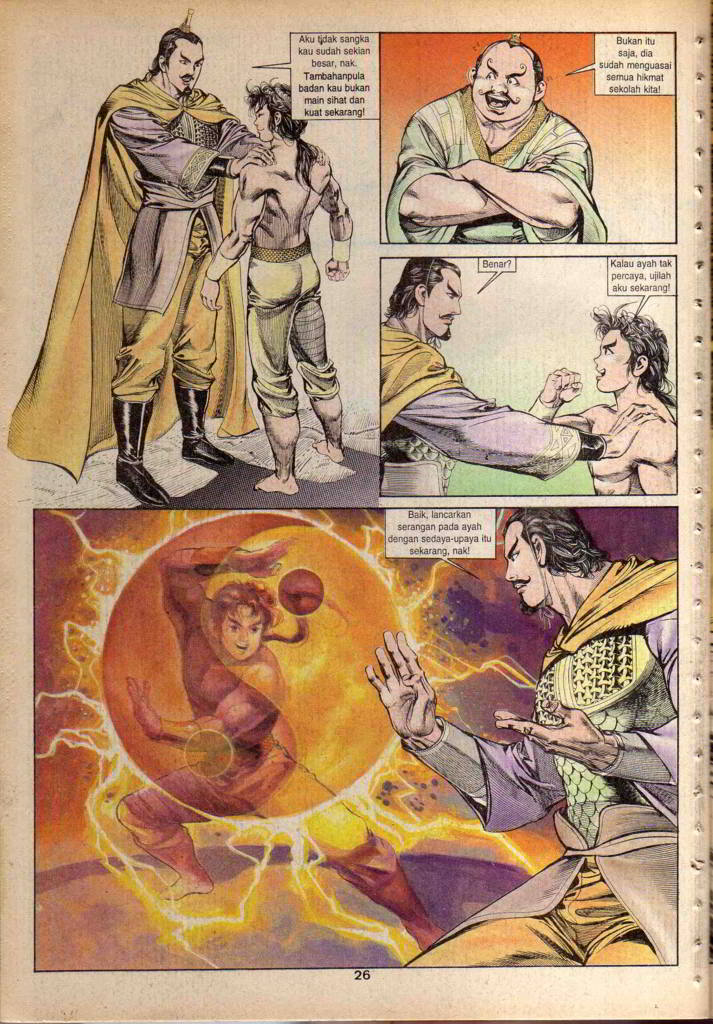 Aku tidak sangka
kau sudah sekian
besar, nak.
Tambahanpula
badan kau bukan
main sihat dan
kuat sekarang!
Bukan itu
saja, dia
sudah menguasai
semua hikmat
sekolah kita!
Benar?
Kalau ayah tak
percaya, ujilah
aku sekarang!
Baik, lancarkan
serangan pada ayah
dengan sedaya-upaya itu
sekarang, nak!
26